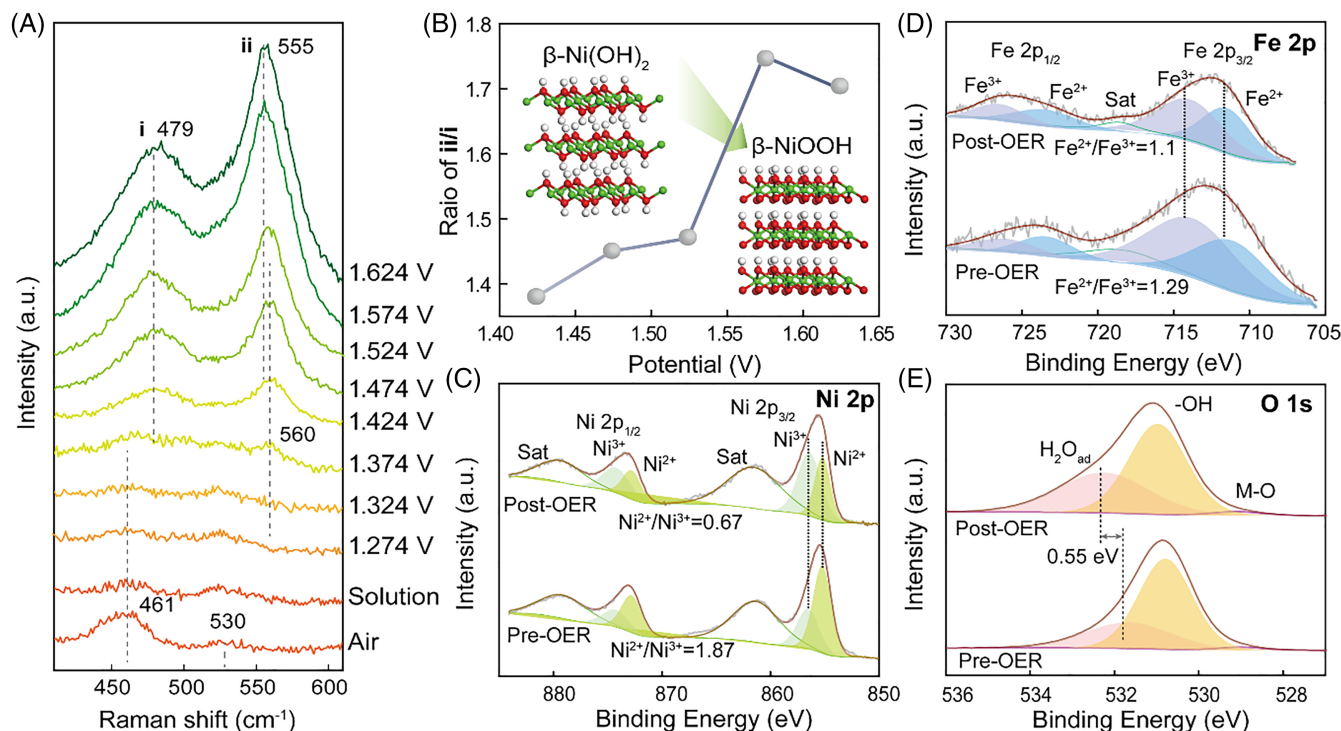 (A)
ii
555
i
479
560
461
530
1.624 V
1.574 V
1.524 V
1.474 V
1.424 V
1.374 V
1.324 V
1.274 V
Solution
Air
Intensity (a.u.)
450 500 550 600
Raman shift (cm⁻¹)
(B)
1.8
1.7
1.6
1.5
1.4
Raio of ii/i
β-Ni(OH)₂
β-NiOOH
1.40 1.45 1.50 1.55 1.60 1.65
Potential (V)
(C)
Ni 2p
Ni 2p₃/₂
Ni 2p₁/₂
Sat
Ni³⁺
Ni²⁺
Sat
Ni³⁺
Ni²⁺
Post-OER
Ni²⁺/Ni³⁺=0.67
Pre-OER
Ni²⁺/Ni³⁺=1.87
Intensity (a.u.)
880 870 860 850
Binding Energy (eV)
(D)
Fe 2p
Fe 2p₁/₂
Fe 2p₃/₂
Fe³⁺
Fe²⁺
Sat
Fe³⁺
Fe²⁺
Post-OER
Fe²⁺/Fe³⁺=1.1
Pre-OER
Fe²⁺/Fe³⁺=1.29
Intensity (a.u.)
730 725 720 715 710 705
Binding Energy (eV)
(E)
O 1s
-OH
H₂Oad
M-O
Post-OER
0.55 eV
Pre-OER
Intensity (a.u.)
536 534 532 530 528
Binding Energy (eV)